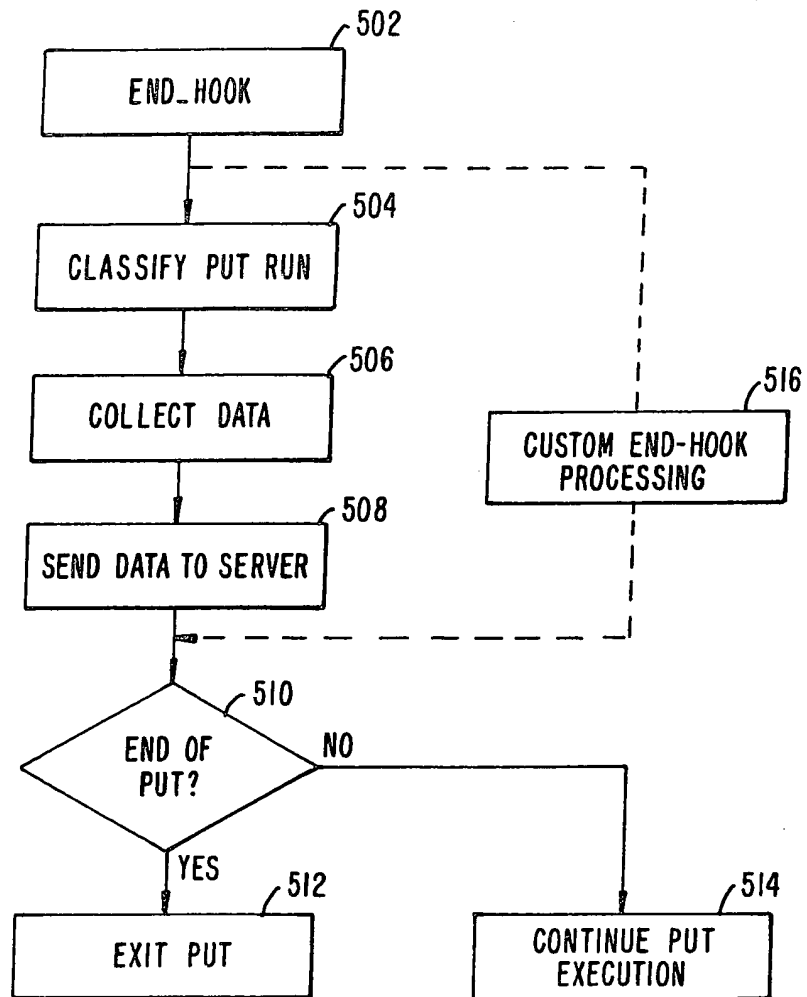 502
END_HOOK
504
CLASSIFY PUT RUN
506
COLLECT DATA
516
CUSTOM END-HOOK
PROCESSING
508
SEND DATA TO SERVER
510
END OF
PUT?
NO
YES
512
EXIT PUT
514
CONTINUE PUT
EXECUTION